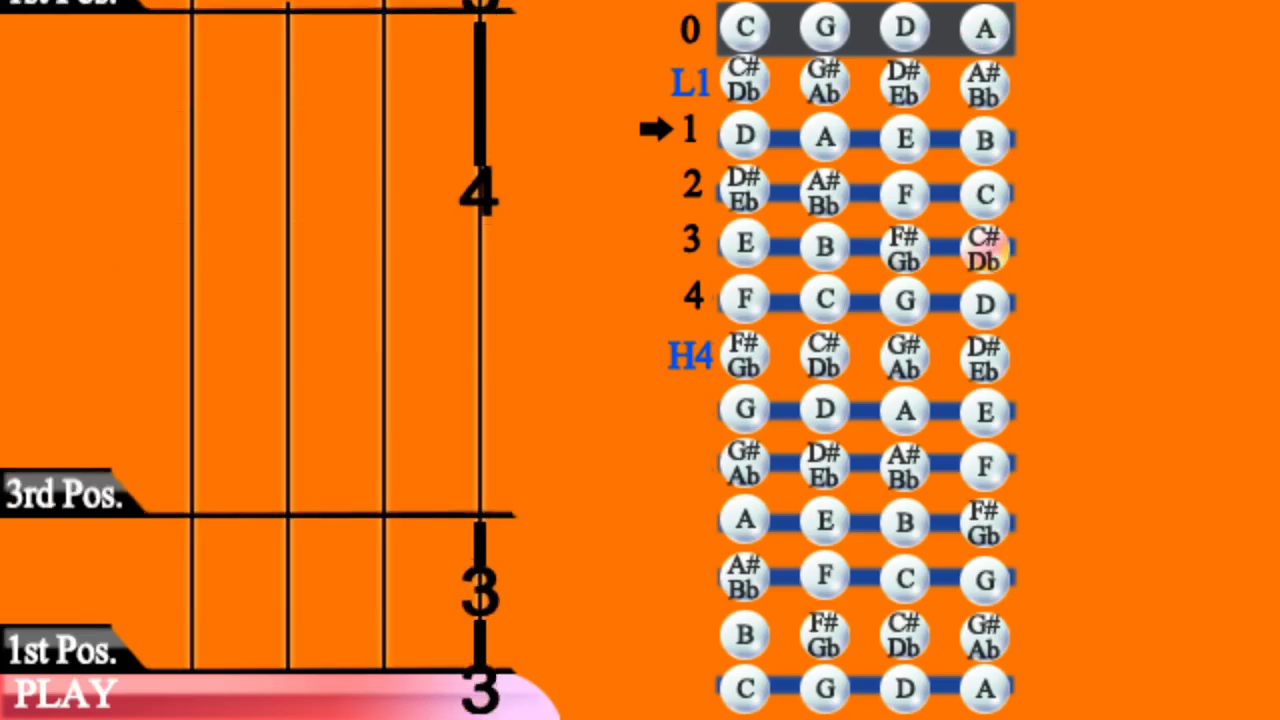 1st Pos.
4
3rd Pos.
3
1st Pos.
PLAY
3
0 C G D A
L1 C# Db G# Ab D# Eb A# Bb
1 D A E B
2 D# Eb A# Bb F C
3 E B F# Gb C# Db
4 F C G D
H4 F# Gb C# Db G# Ab D# Eb
G D A E
G# Ab D# Eb A# Bb F
A E B F# Gb
A# Bb F C G
B F# Gb C# Db G# Ab
C G D A